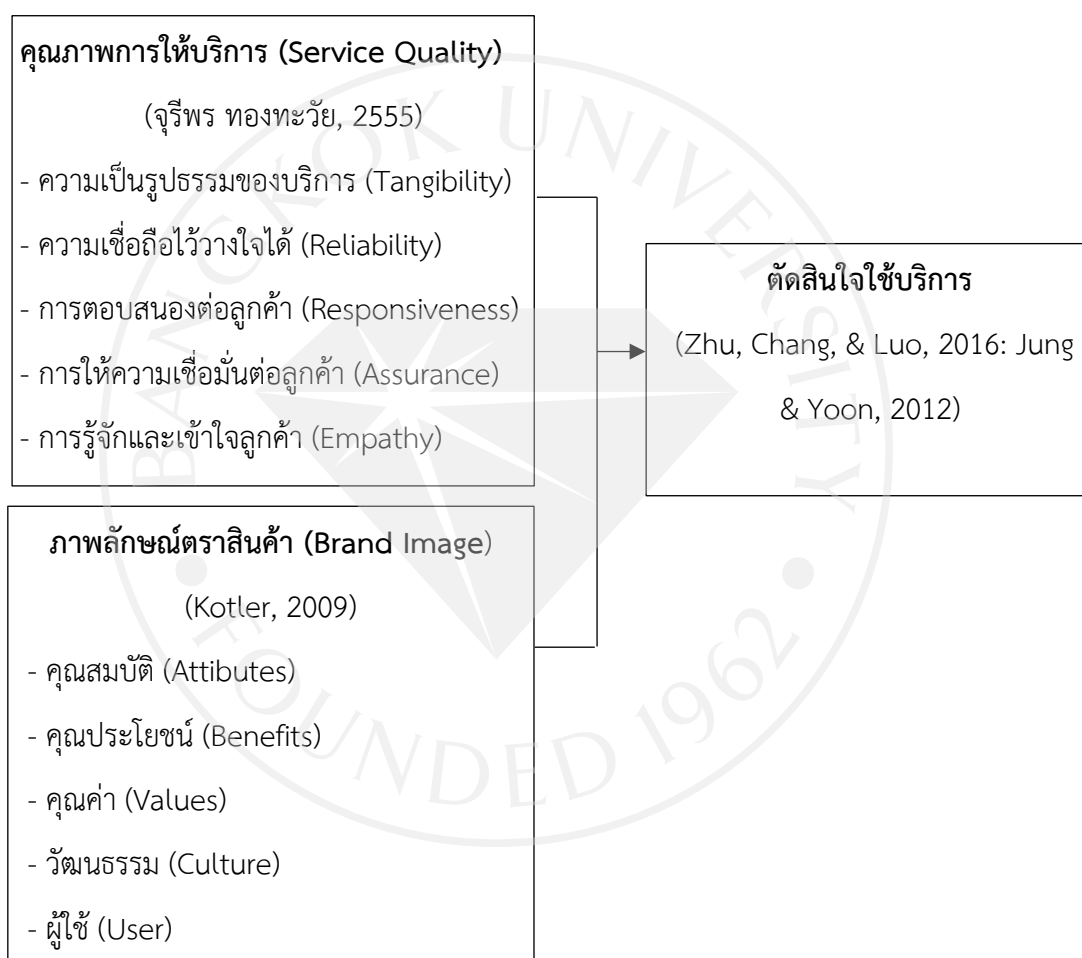 คุณภาพการให้บริการ (Service Quality)
(จุรีพร ทองทะวัย, 2555)
- ความเป็นรูปธรรมของบริการ (Tangibility)
- ความเชื่อถือไว้วางใจได้ (Reliability)
- การตอบสนองต่อลูกค้า (Responsiveness)
- การให้ความเชื่อมั่นต่อลูกค้า (Assurance)
- การรู้จักและเข้าใจลูกค้า (Empathy)
ภาพลักษณ์ตราสินค้า (Brand Image)
(Kotler, 2009)
- คุณสมบัติ (Attibutes)
- คุณประโยชน์ (Benefits)
- คุณค่า (Values)
- วัฒนธรรม (Culture)
- ผู้ใช้ (User)
ตัดสินใจใช้บริการ
(Zhu, Chang, & Luo, 2016: Jung
& Yoon, 2012)
BANGKOK UNIVERSITY
FOUNDED 1962